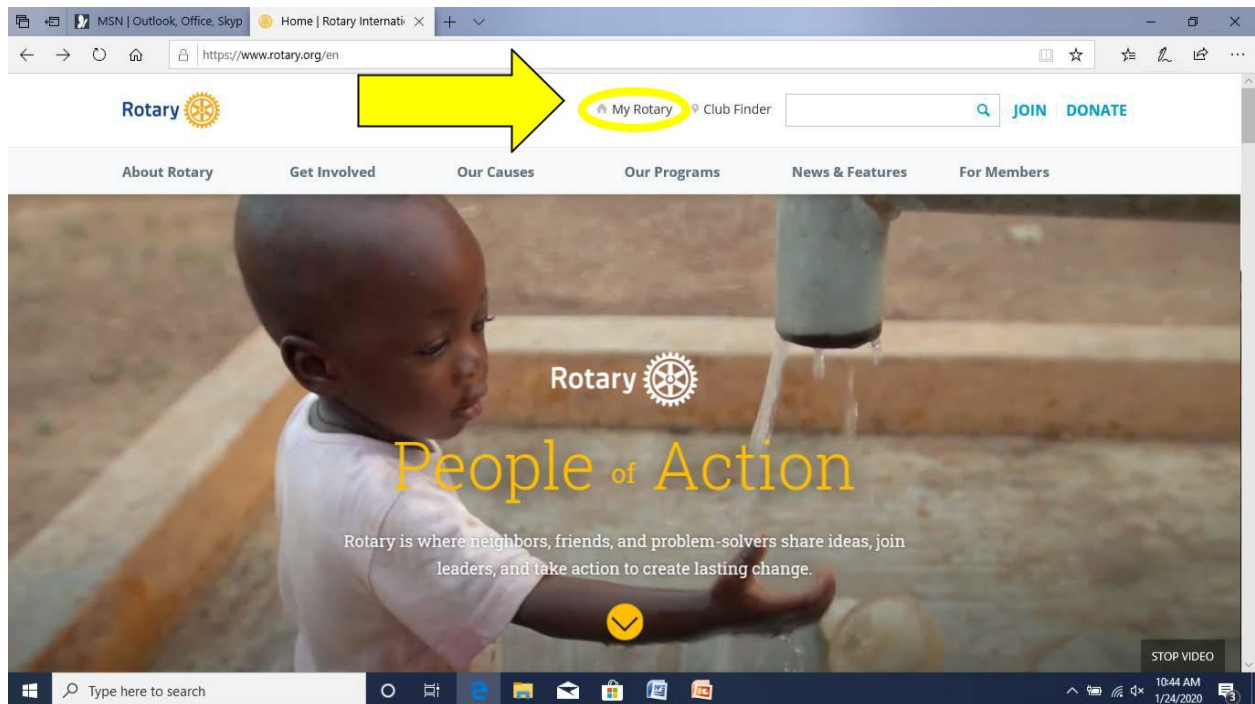 MSN | Outlook, Office, Skyp
Home | Rotary Internati
https://www.rotary.org/en
Rotary
My Rotary
Club Finder
JOIN
DONATE
About Rotary
Get Involved
Our Causes
Our Programs
News & Features
For Members
Rotary
People of Action
Rotary is where neighbors, friends, and problem-solvers share ideas, join
leaders, and take action to create lasting change.
STOP VIDEO
Type here to search
10:44 AM
1/24/2020
3